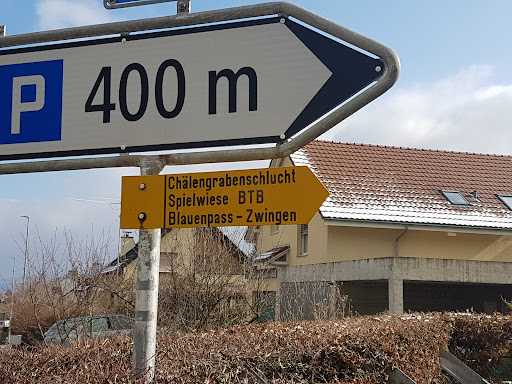 P 400 m
Chälengrabenschlucht
Spielwiese BTB
Blauenpass - Zwingen